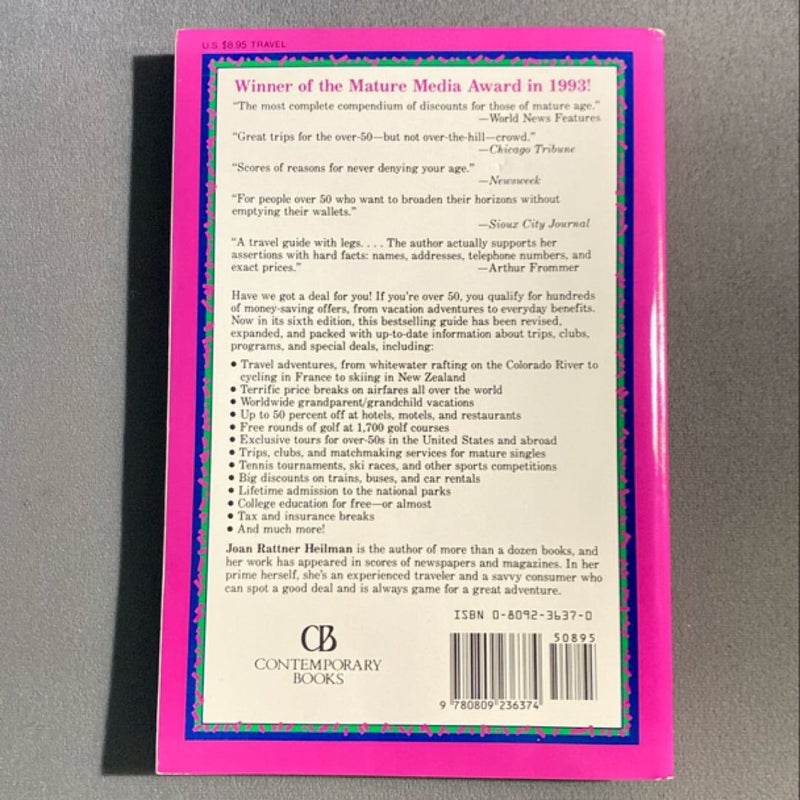 U.S. $8.95 TRAVEL
Winner of the Mature Media Award in 1993!
“The most complete compendium of discounts for those of mature age.”
—World News Features
“Great trips for the over-50—but not over-the-hill—crowd.”
—Chicago Tribune
“Scores of reasons for never denying your age.”
—Newsweek
“For people over 50 who want to broaden their horizons without
emptying their wallets.”
—Sioux City Journal
“A travel guide with legs. . . . The author actually supports her
assertions with hard facts: names, addresses, telephone numbers, and
exact prices.” —Arthur Frommer
Have we got a deal for you! If you're over 50, you qualify for hundreds
of money-saving offers, from vacation adventures to everyday benefits.
Now in its sixth edition, this bestselling guide has been revised,
expanded, and packed with up-to-date information about trips, clubs,
programs, and special deals, including:
• Travel adventures, from whitewater rafting on the Colorado River to
cycling in France to skiing in New Zealand
• Terrific price breaks on airfares all over the world
• Worldwide grandparent/grandchild vacations
• Up to 50 percent off at hotels, motels, and restaurants
• Free rounds of golf at 1,700 golf courses
• Exclusive tours for over-50s in the United States and abroad
• Trips, clubs, and matchmaking services for mature singles
• Tennis tournaments, ski races, and other sports competitions
• Big discounts on trains, buses, and car rentals
• Lifetime admission to the national parks
• College education for free—or almost
• Tax and insurance breaks
• And much more!
Joan Rattner Heilman is the author of more than a dozen books, and
her work has appeared in scores of newspapers and magazines. In her
prime herself, she's an experienced traveler and a savvy consumer who
can spot a good deal and is always game for a great adventure.
ISBN 0-8092-3637-0
50895
CB
CONTEMPORARY
BOOKS
9 780809 236374